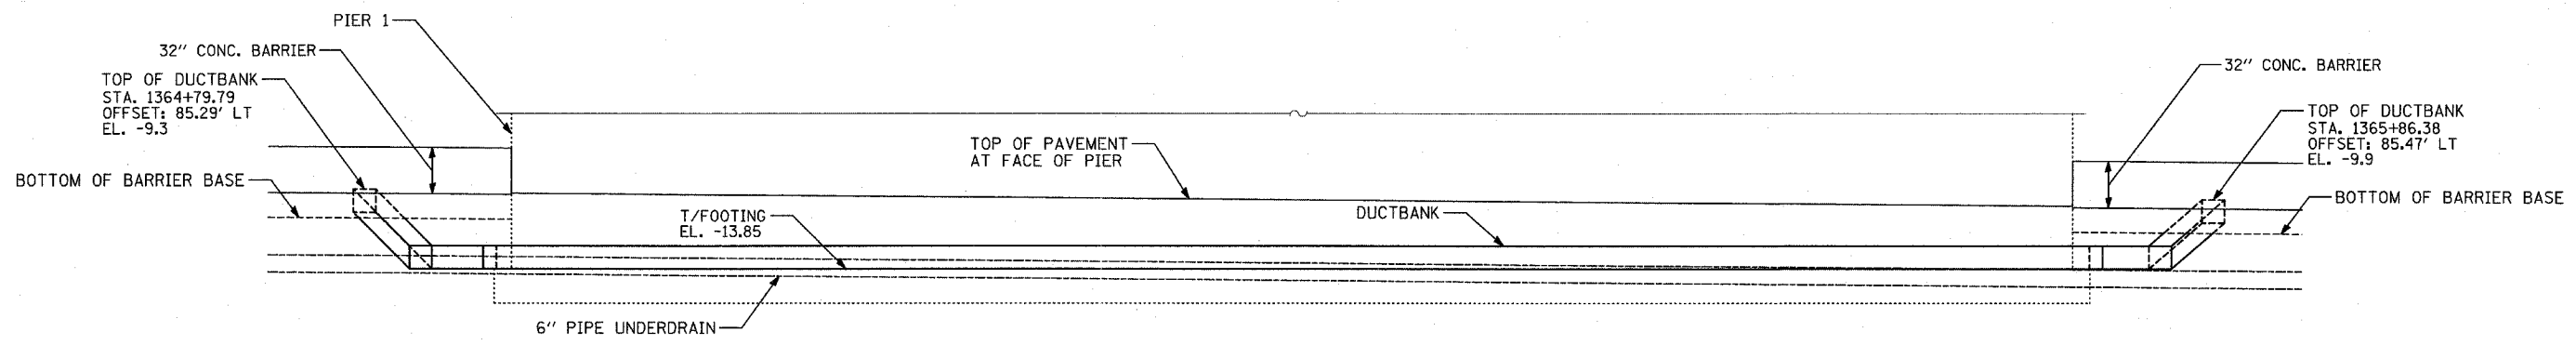 PIER 1
32" CONC. BARRIER
TOP OF DUCTBANK
STA. 1364+79.79
OFFSET: 85.29' LT
EL. -9.3
BOTTOM OF BARRIER BASE
T/FOOTING
EL. -13.85
6" PIPE UNDERDRAIN
TOP OF PAVEMENT
AT FACE OF PIER
DUCTBANK
32" CONC. BARRIER
TOP OF DUCTBANK
STA. 1365+86.38
OFFSET: 85.47' LT
EL. -9.9
BOTTOM OF BARRIER BASE